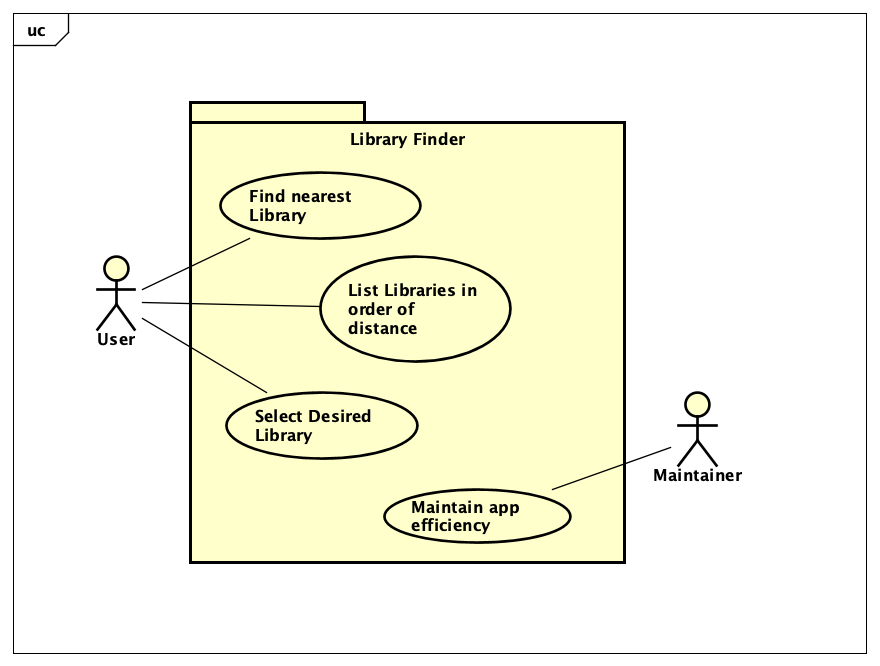 uc
Library Finder
Find nearest
Library
List Libraries in
order of
distance
User
Select Desired
Library
Maintainer
Maintain app
efficiency